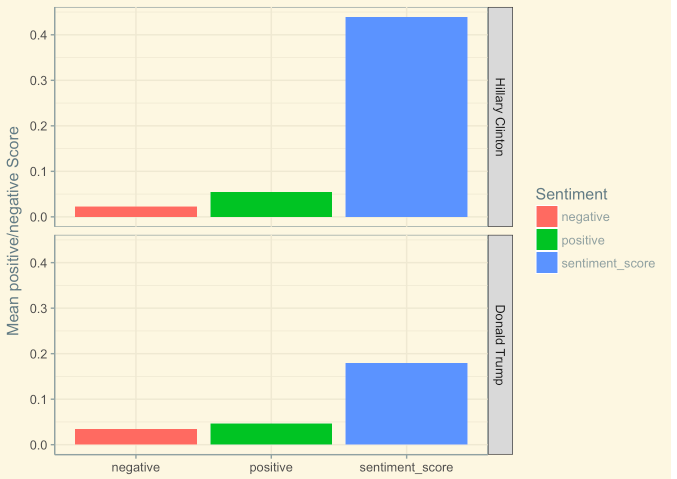 Mean positive/negative Score
0.4
0.3
0.2
0.1
0.0
Hillary Clinton
0.4
0.3
0.2
0.1
0.0
Donald Trump
negative positive sentiment_score
Sentiment
negative
positive
sentiment_score